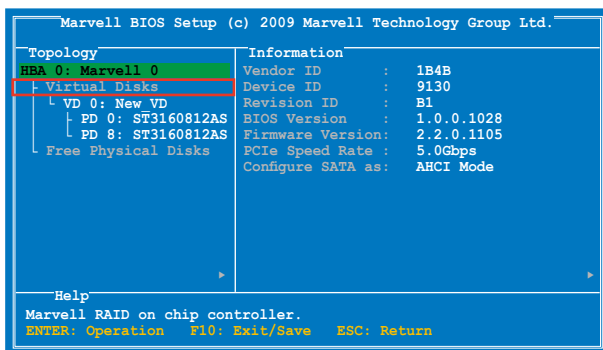 Marvell BIOS Setup (c) 2009 Marvell Technology Group Ltd.
Topology
HBA 0: Marvell 0
Virtual Disks
VD 0: New_VD
PD 0: ST3160812AS
PD 8: ST3160812AS
Free Physical Disks
Information
Vendor ID : 1B4B
Device ID : 9130
Revision ID : B1
BIOS Version : 1.0.0.1028
Firmware Version: 2.2.0.1105
PCIe Speed Rate : 5.0Gbps
Configure SATA as: AHCI Mode
Help
Marvell RAID on chip controller.
ENTER: Operation F10: Exit/Save ESC: Return